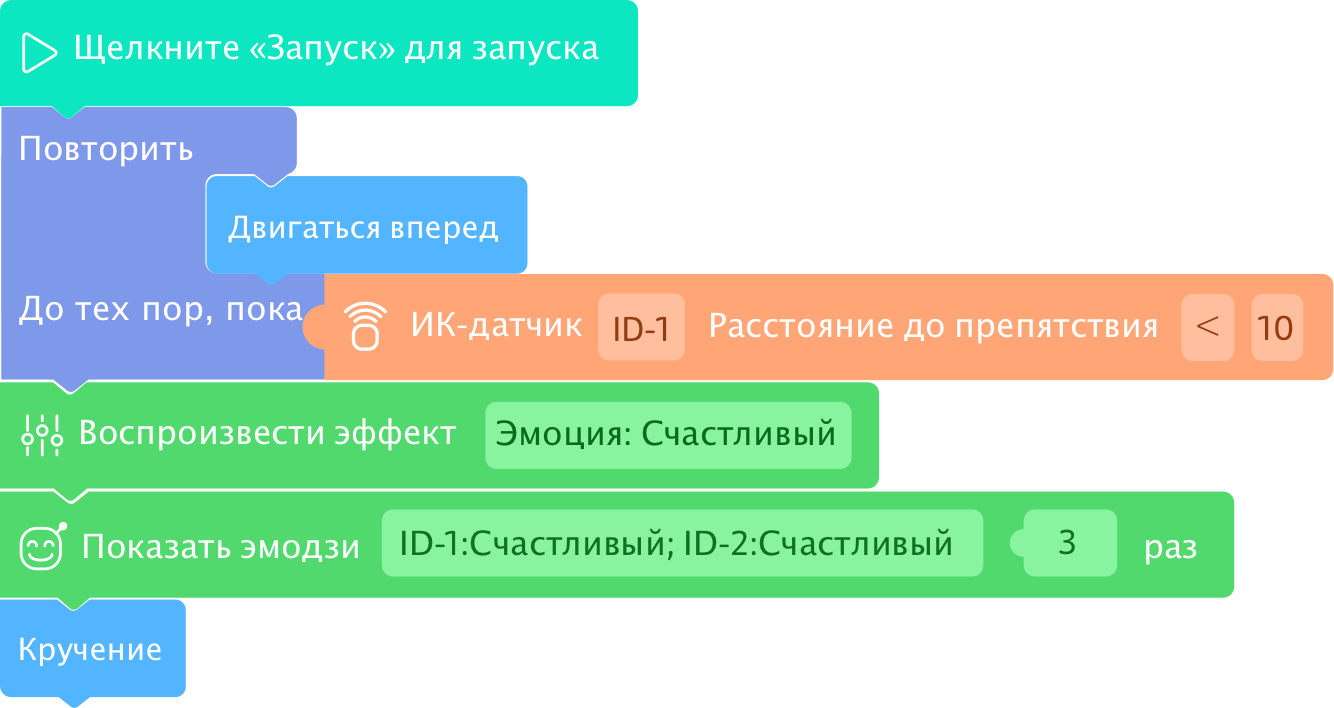 Щелкните «Запуск» для запуска
Повторить
Двигаться вперед
До тех пор, пока ИК-датчик ID-1 Расстояние до препятствия < 10
Воспроизвести эффект Эмоция: Счастливый
Показать эмодзи ID-1:Счастливый; ID-2:Счастливый 3 раз
Кручение